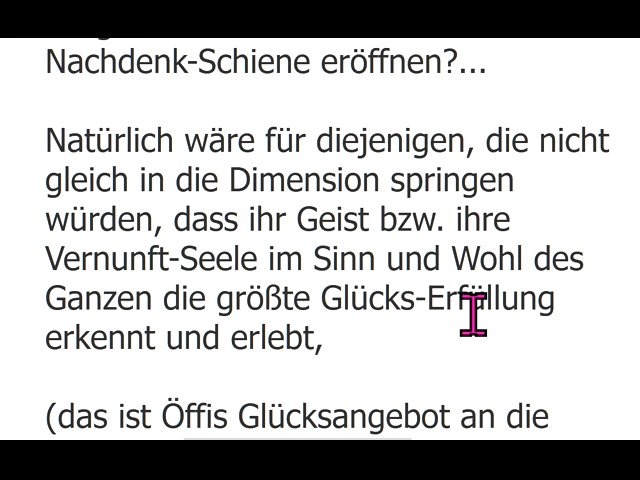 Nachdenk-Schiene eröffnen?...
Natürlich wäre für diejenigen, die nicht
gleich in die Dimension springen
würden, dass ihr Geist bzw. ihre
Vernunft-Seele im Sinn und Wohl des
Ganzen die größte Glücks-Erfüllung
erkennt und erlebt,
(das ist Öffis Glücksangebot an die